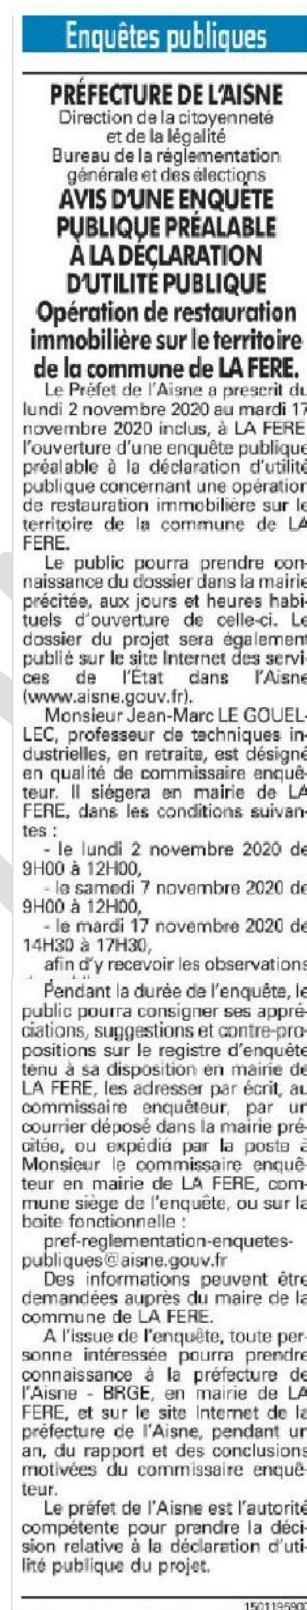 Enquêtes publiques
PRÉFECTURE DE L'AISNE
Direction de la citoyenneté
et de la légalité
Bureau de la réglementation
générale et des élections
AVIS D'UNE ENQUÊTE
PUBLIQUE PRÉALABLE
À LA DÉCLARATION
D'UTILITÉ PUBLIQUE
Opération de restauration
immobilière sur le territoire
de la commune de LA FERE.
Le Préfet de l'Aisne a prescrit du
lundi 2 novembre 2020 au mardi 17
novembre 2020 inclus, à LA FERE
l'ouverture d'une enquête publique
préalable à la déclaration d'utilité
publique concernant une opération
de restauration immobilière sur le
territoire de la commune de LA
FERE.
Le public pourra prendre con-
naissance du dossier dans la mairie
précitée, aux jours et heures habi-
tuels d'ouverture de celle-ci. Le
dossier du projet sera également
publié sur le site Internet des servi-
ces de l'État dans l'Aisne
(www.aisne.gouv.fr).
Monsieur Jean-Marc LE GOUEL-
LEC, professeur de techniques in-
dustrielles, en retraite, est désigné
en qualité de commissaire enquê-
teur. Il siégera en mairie de LA
FERE, dans les conditions suivan-
tes :
- le lundi 2 novembre 2020 de
9H00 à 12H00,
- le samedi 7 novembre 2020 de
9H00 à 12H00,
- le mardi 17 novembre 2020 de
14H30 à 17H30,
afin d'y recevoir les observations
Pendant la durée de l'enquête, le
public pourra consigner ses appré-
ciations, suggestions et contre-pro-
positions sur le registre d'enquête
tenu à sa disposition en mairie de
LA FERE, les adresser par écrit, au
commissaire enquêteur, par un
courrier déposé dans la mairie pré-
citée, ou expédié par la poste à
Monsieur le commissaire enquê-
teur en mairie de LA FERE, com-
mune siège de l'enquête, ou sur la
boite fonctionnelle :
pref-reglementation-enquetes-
publiques@aisne.gouv.fr
Des informations peuvent être
demandées auprès du maire de la
commune de LA FERE.
A l'issue de l'enquête, toute per-
sonne intéressée pourra prendre
connaissance à la préfecture de
l'Aisne - BRGE, en mairie de LA
FERE, et sur le site Internet de la
préfecture de l'Aisne, pendant un
an, du rapport et des conclusions
motivées du commissaire enquê-
teur.
Le préfet de l'Aisne est l'autorité
compétente pour prendre la déci-
sion relative à la déclaration d'uti-
lité publique du projet.
1501195900